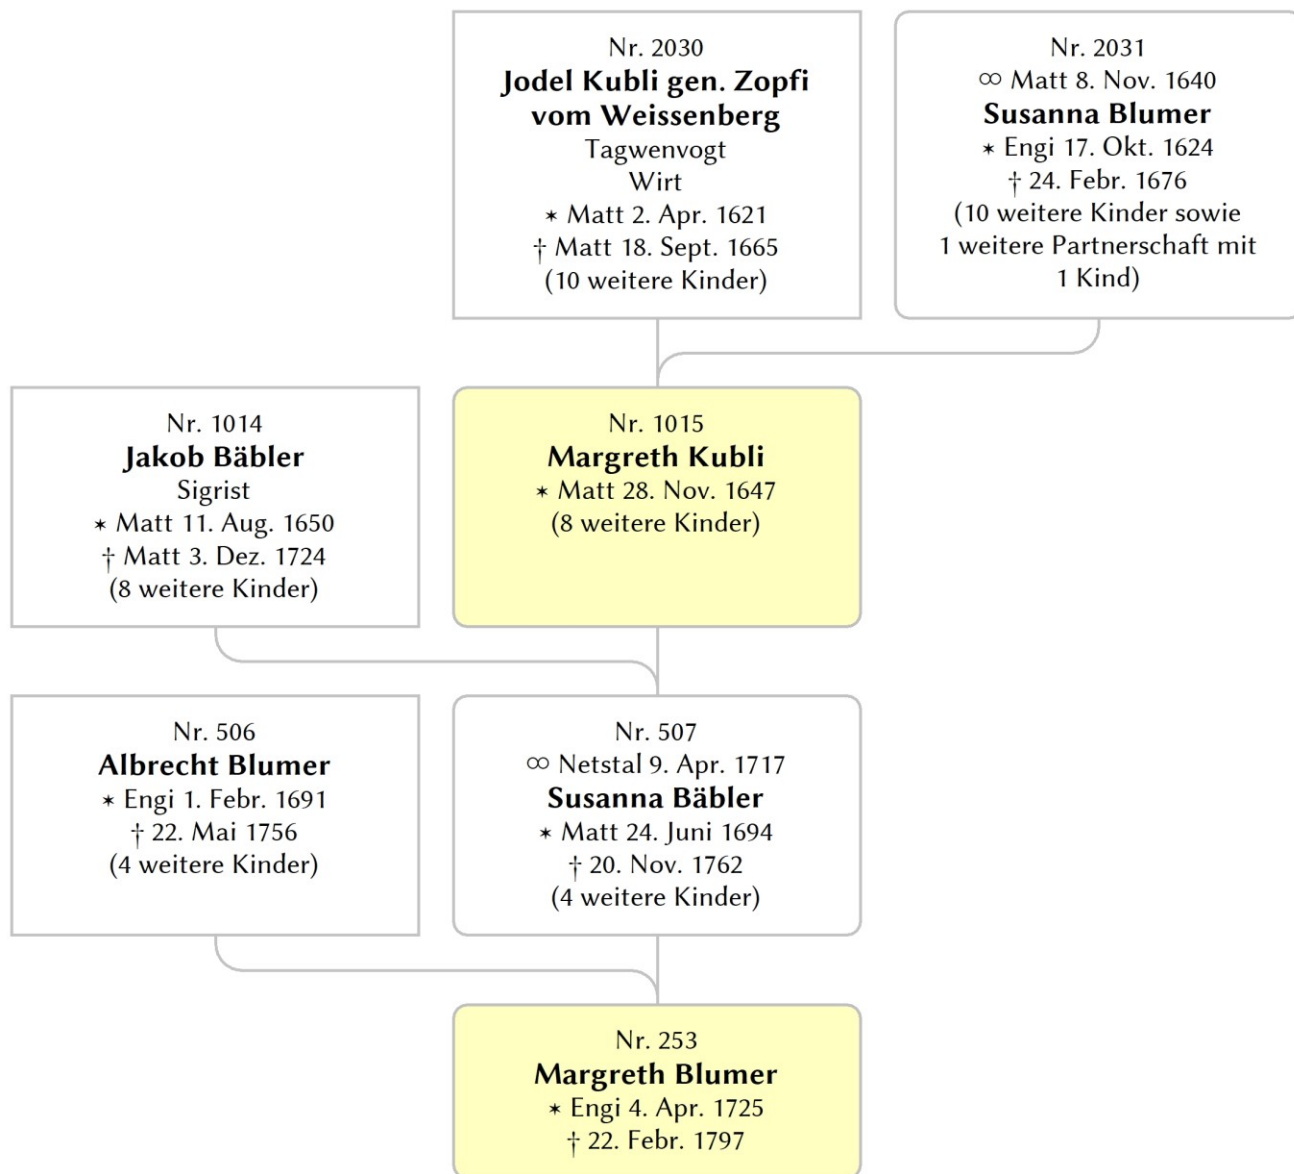 Nr. 2030
Jodel Kubli gen. Zopfi
vom Weissenberg
Tagwenvogt
Wirt
✶ Matt 2. Apr. 1621
† Matt 18. Sept. 1665
(10 weitere Kinder)
Nr. 2031
∞ Matt 8. Nov. 1640
Susanna Blumer
✶ Engi 17. Okt. 1624
† 24. Febr. 1676
(10 weitere Kinder sowie
1 weitere Partnerschaft mit
1 Kind)
Nr. 1014
Jakob Bäbler
Sigrist
✶ Matt 11. Aug. 1650
† Matt 3. Dez. 1724
(8 weitere Kinder)
Nr. 1015
Margreth Kubli
✶ Matt 28. Nov. 1647
(8 weitere Kinder)
Nr. 506
Albrecht Blumer
✶ Engi 1. Febr. 1691
† 22. Mai 1756
(4 weitere Kinder)
Nr. 507
∞ Netstal 9. Apr. 1717
Susanna Bäbler
✶ Matt 24. Juni 1694
† 20. Nov. 1762
(4 weitere Kinder)
Nr. 253
Margreth Blumer
✶ Engi 4. Apr. 1725
† 22. Febr. 1797